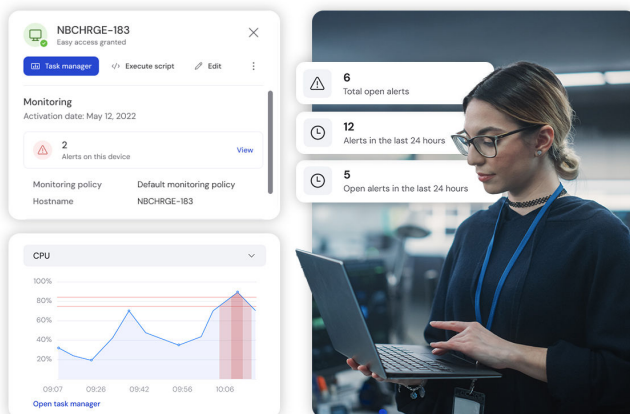 NBCHRGE-183
Easy access granted
Task manager
Execute script
Edit
Monitoring
Activation date: May 12, 2022
2
Alerts on this device
View
Monitoring policy Default monitoring policy
Hostname NBCHRGE-183
CPU
100%
80%
60%
40%
20%
09:07 09:26 09:42 09:56 10:06
Open task manager
6
Total open alerts
12
Alerts in the last 24 hours
5
Open alerts in the last 24 hours